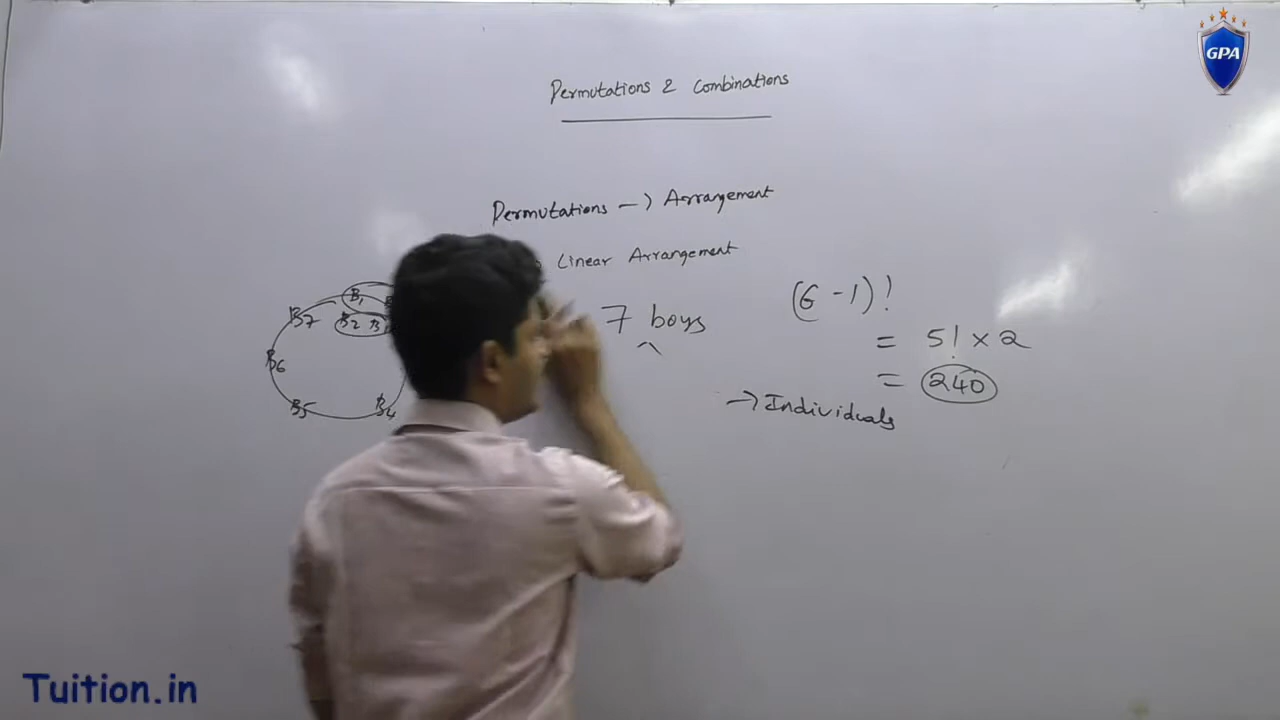 GPA
Permutations & Combinations
Permutations → Arrangement
Linear Arrangement
7 boys
(6-1)!
= 5! × 2
= 240
→ Individuals
B1
B2 B
B7
B6
B5
B4
Tuition.in